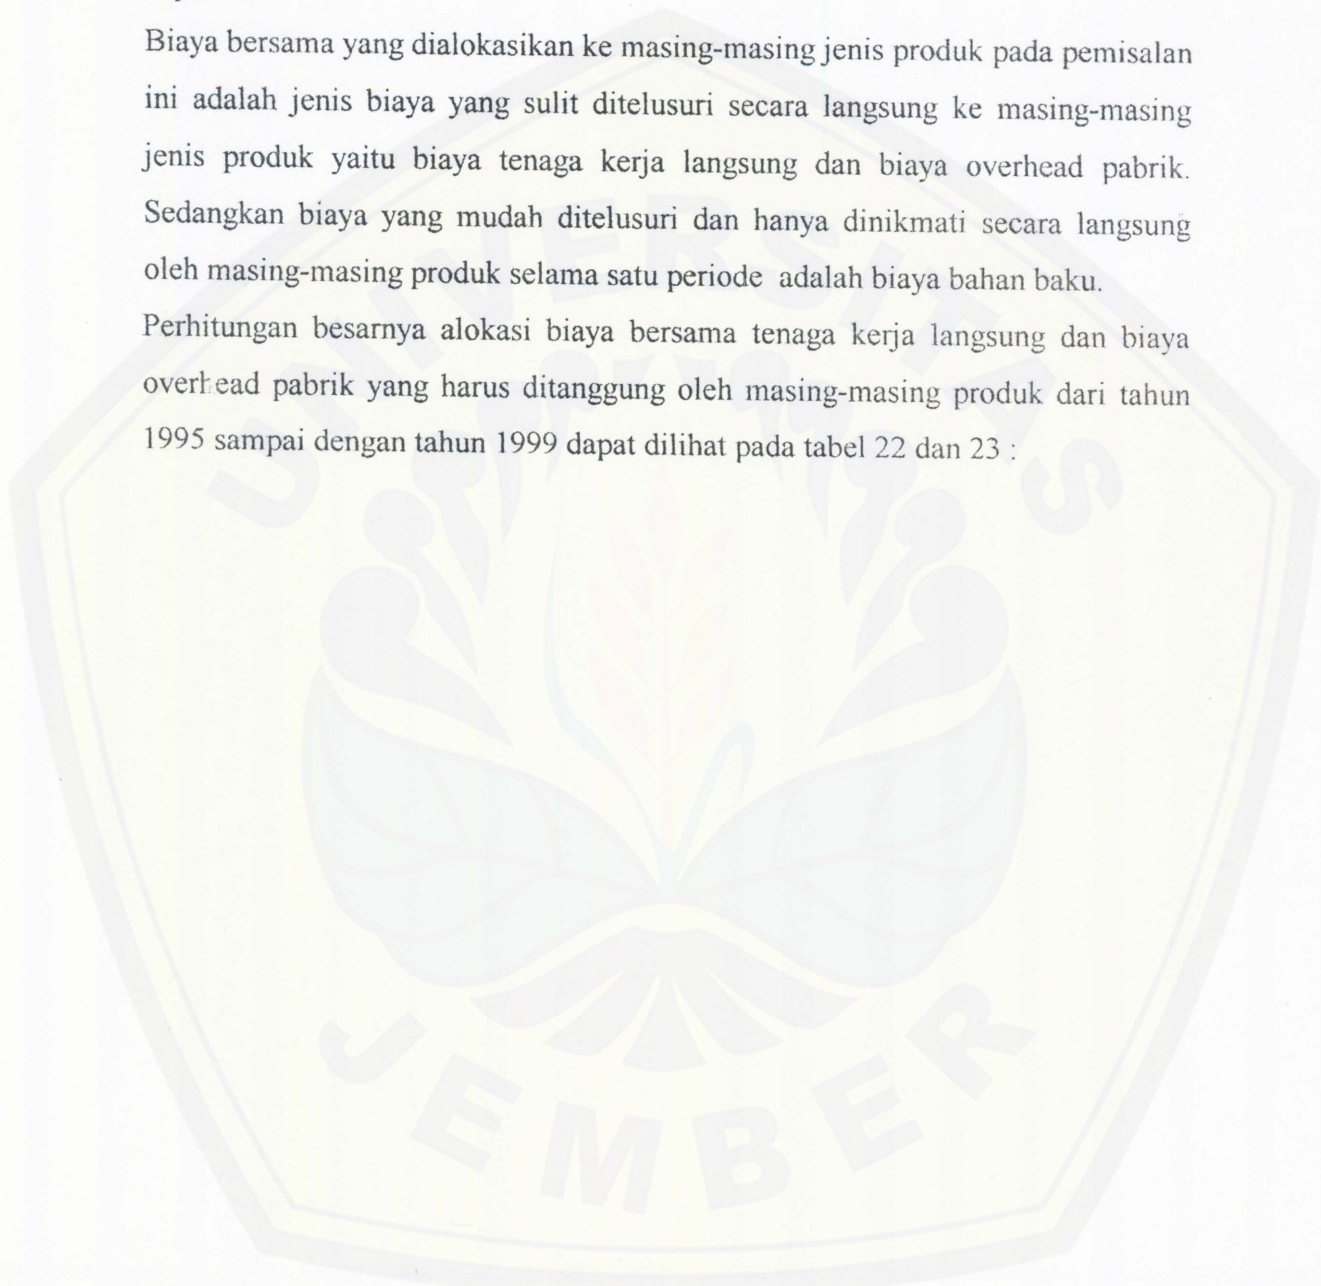 Biaya bersama yang dialokasikan ke masing-masing jenis produk pada pemisalan
ini adalah jenis biaya yang sulit ditelusuri secara langsung ke masing-masing
jenis produk yaitu biaya tenaga kerja langsung dan biaya overhead pabrik.
Sedangkan biaya yang mudah ditelusuri dan hanya dinikmati secara langsung
oleh masing-masing produk selama satu periode adalah biaya bahan baku.
Perhitungan besarnya alokasi biaya bersama tenaga kerja langsung dan biaya
overhead pabrik yang harus ditanggung oleh masing-masing produk dari tahun
1995 sampai dengan tahun 1999 dapat dilihat pada tabel 22 dan 23 :
UNIVERSITAS
JEMBER